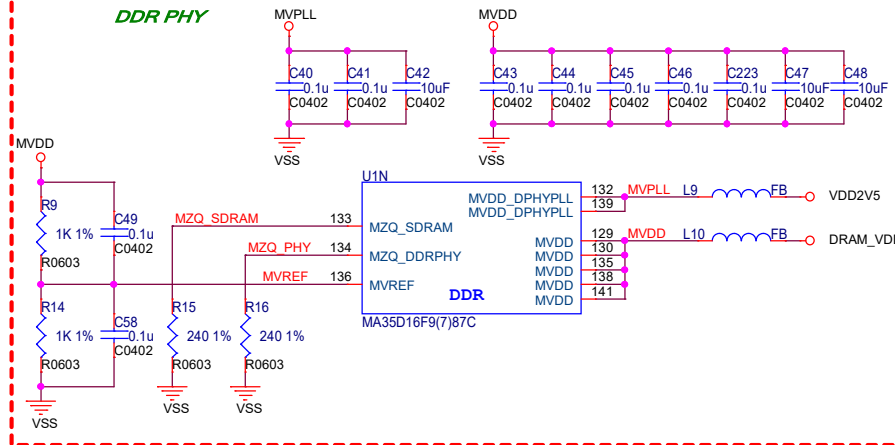 DDR PHY
MVPLL
MVDD
C40
0.1u
C0402
C41
0.1u
C0402
C42
10uF
C0402
C43
0.1u
C0402
C44
0.1u
C0402
C45
0.1u
C0402
C46
0.1u
C0402
C223
0.1u
C0402
C47
10uF
C0402
C48
10uF
C0402
VSS
VSS
MVDD
R9
1K 1%
R0603
C49
0.1u
C0402
R14
1K 1%
R0603
C58
0.1u
C0402
VSS
MZQ_SDRAM
133
MZQ_PHY
134
MVREF
136
R15
240 1%
R0603
VSS
R16
240 1%
R0603
VSS
U1N
MZQ_SDRAM
MZQ_DDRPHY
MVREF
MVDD_DPHYPLL
MVDD_DPHYPLL
MVDD
MVDD
MVDD
MVDD
MVDD
DDR
MA35D16F9(7)87C
132
139
129
130
135
138
141
MVPLL
L9
FB
VDD2V5
MVDD
L10
FB
DRAM_VD